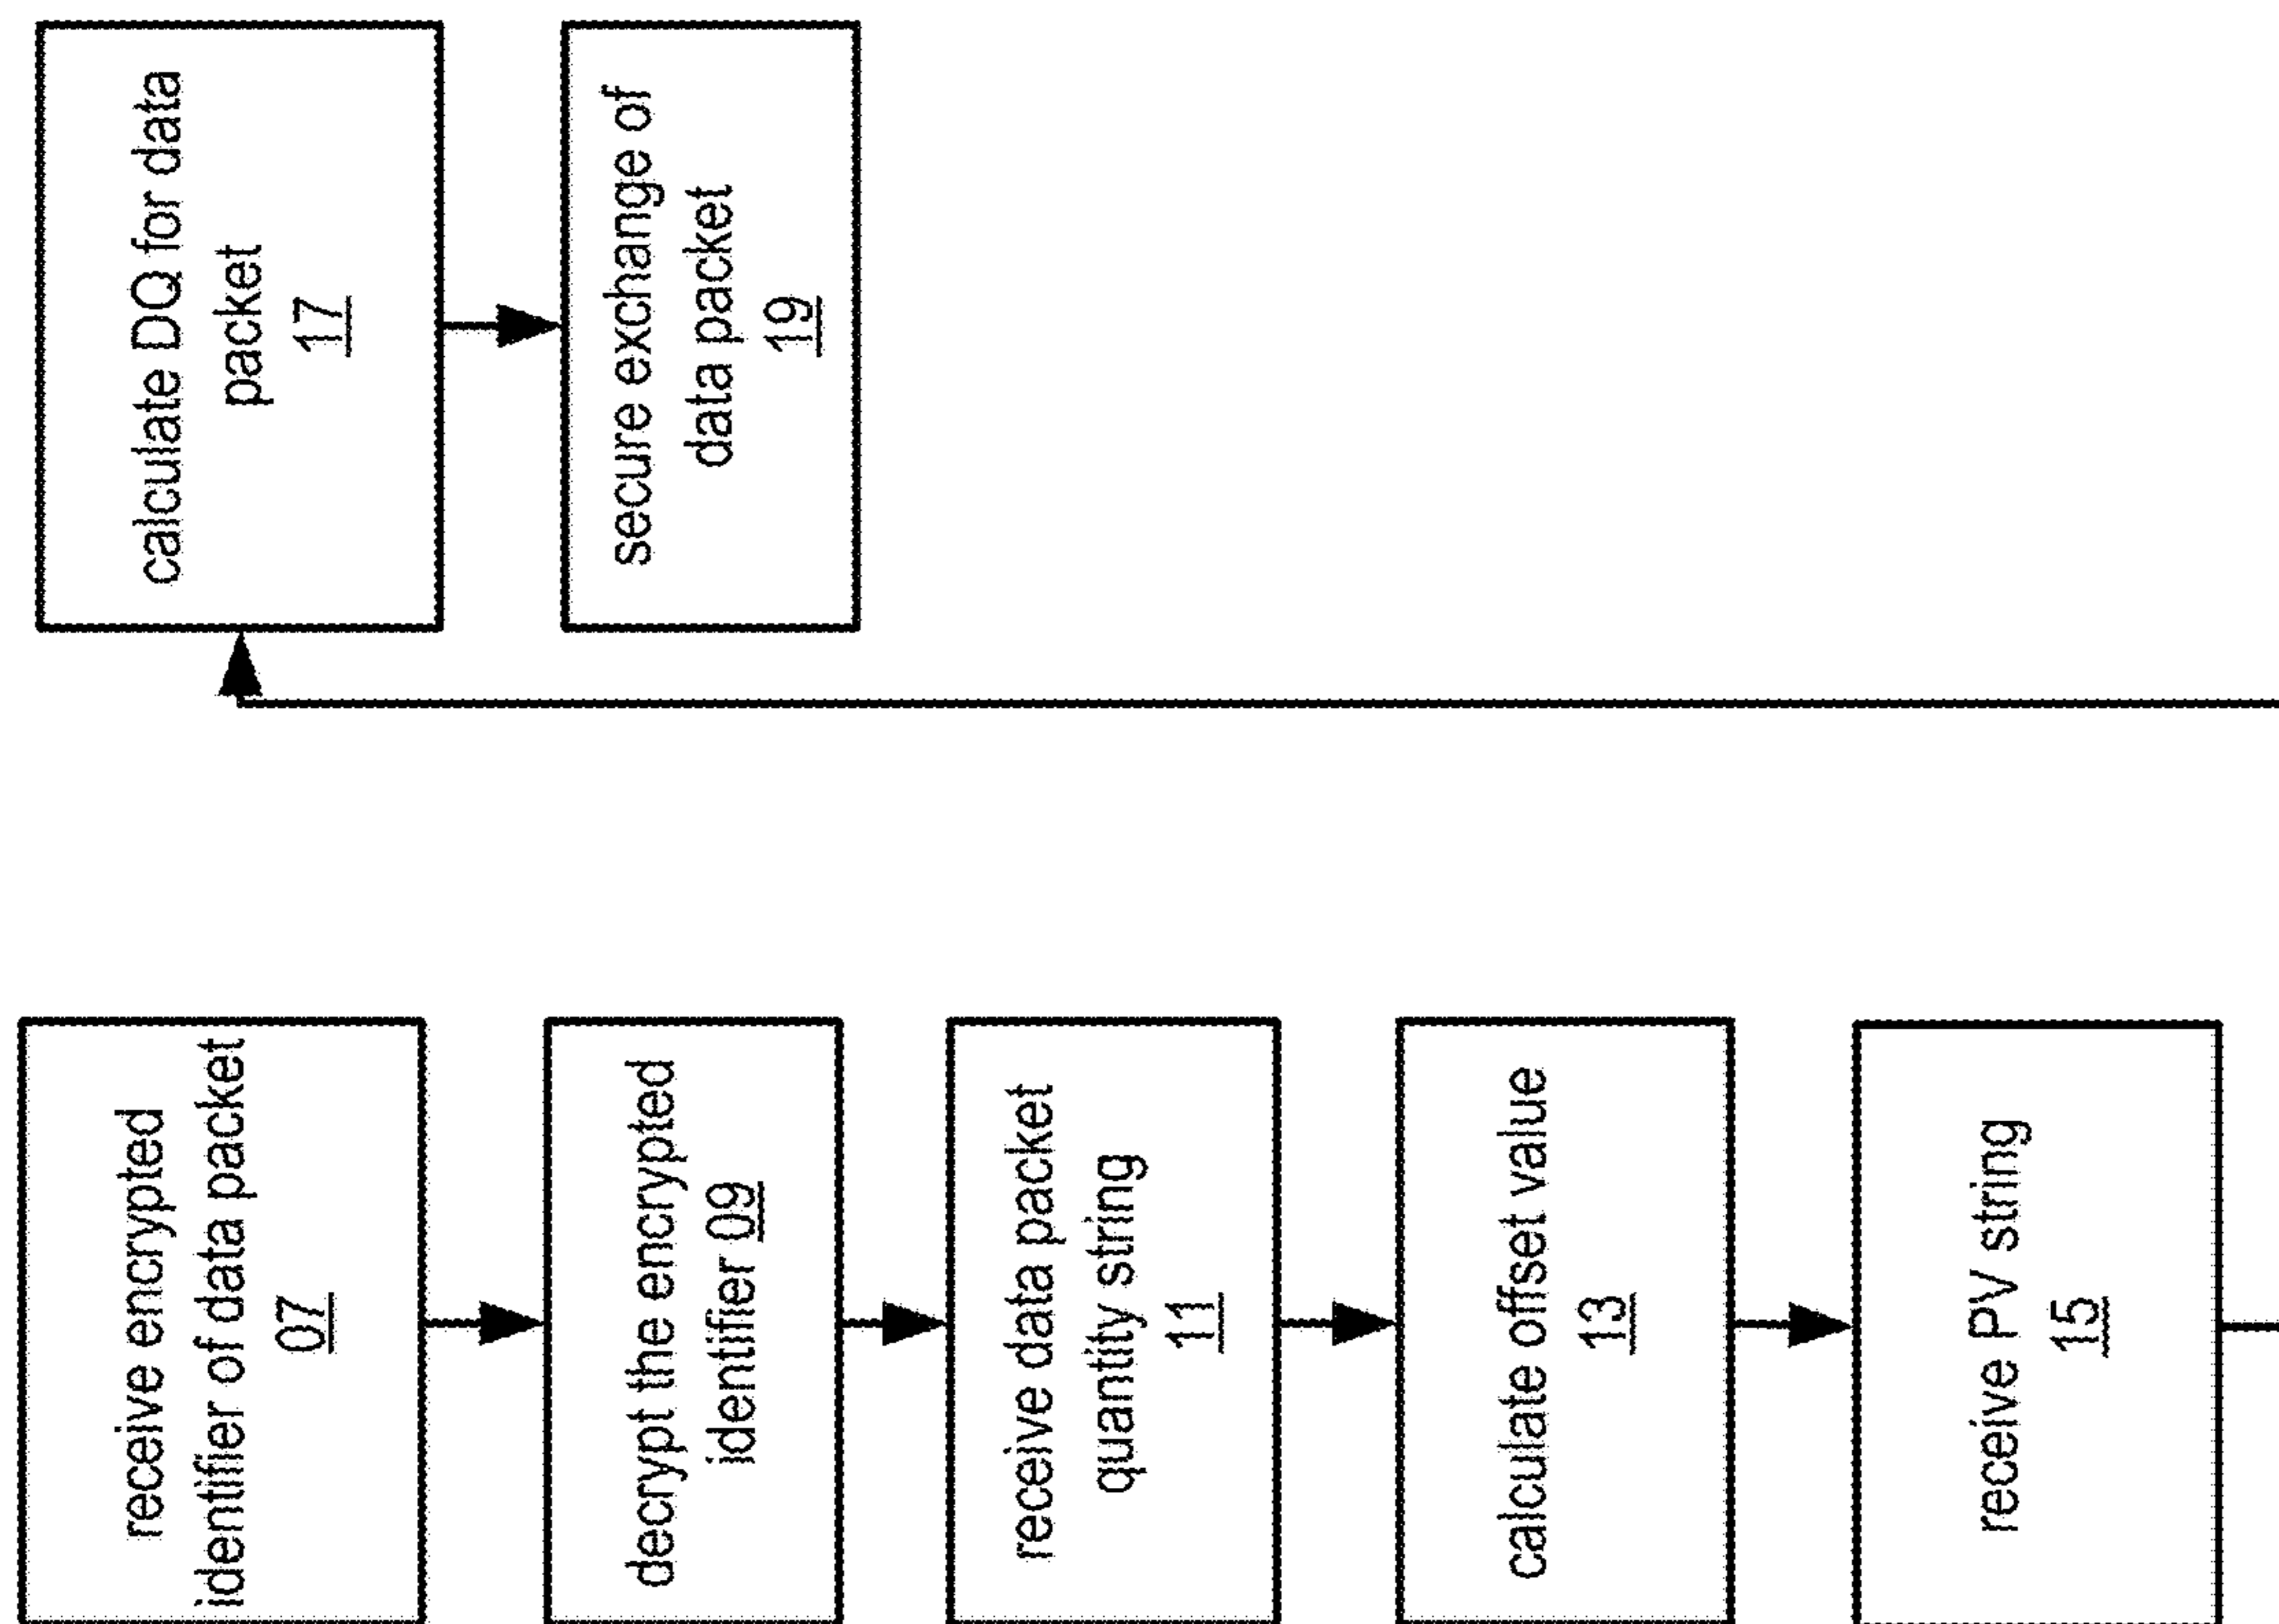 receive encrypted
identifier of data packet
07
decrypt the encrypted
identifier 09
receive data packet
quantity string
11
calculate offset value
13
receive PV string
15
calculate DQ for data
packet
17
secure exchange of
data packet
19